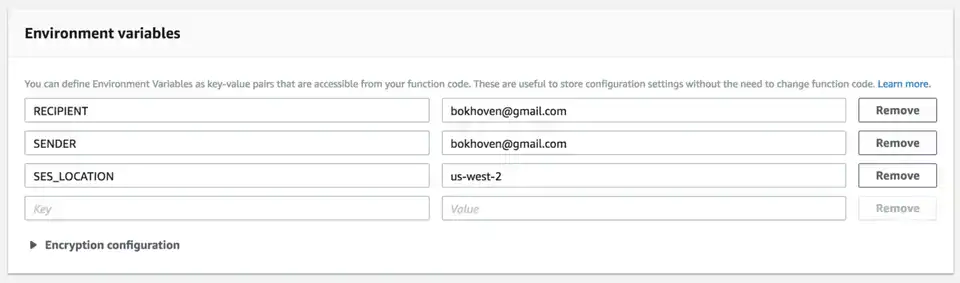 Environment variables
You can define Environment Variables as key-value pairs that are accessible from your function code. These are useful to store configuration settings without the need to change function code. Learn more.
RECIPIENT bokhoven@gmail.com Remove
SENDER bokhoven@gmail.com Remove
SES_LOCATION us-west-2 Remove
Key Value Remove
Encryption configuration